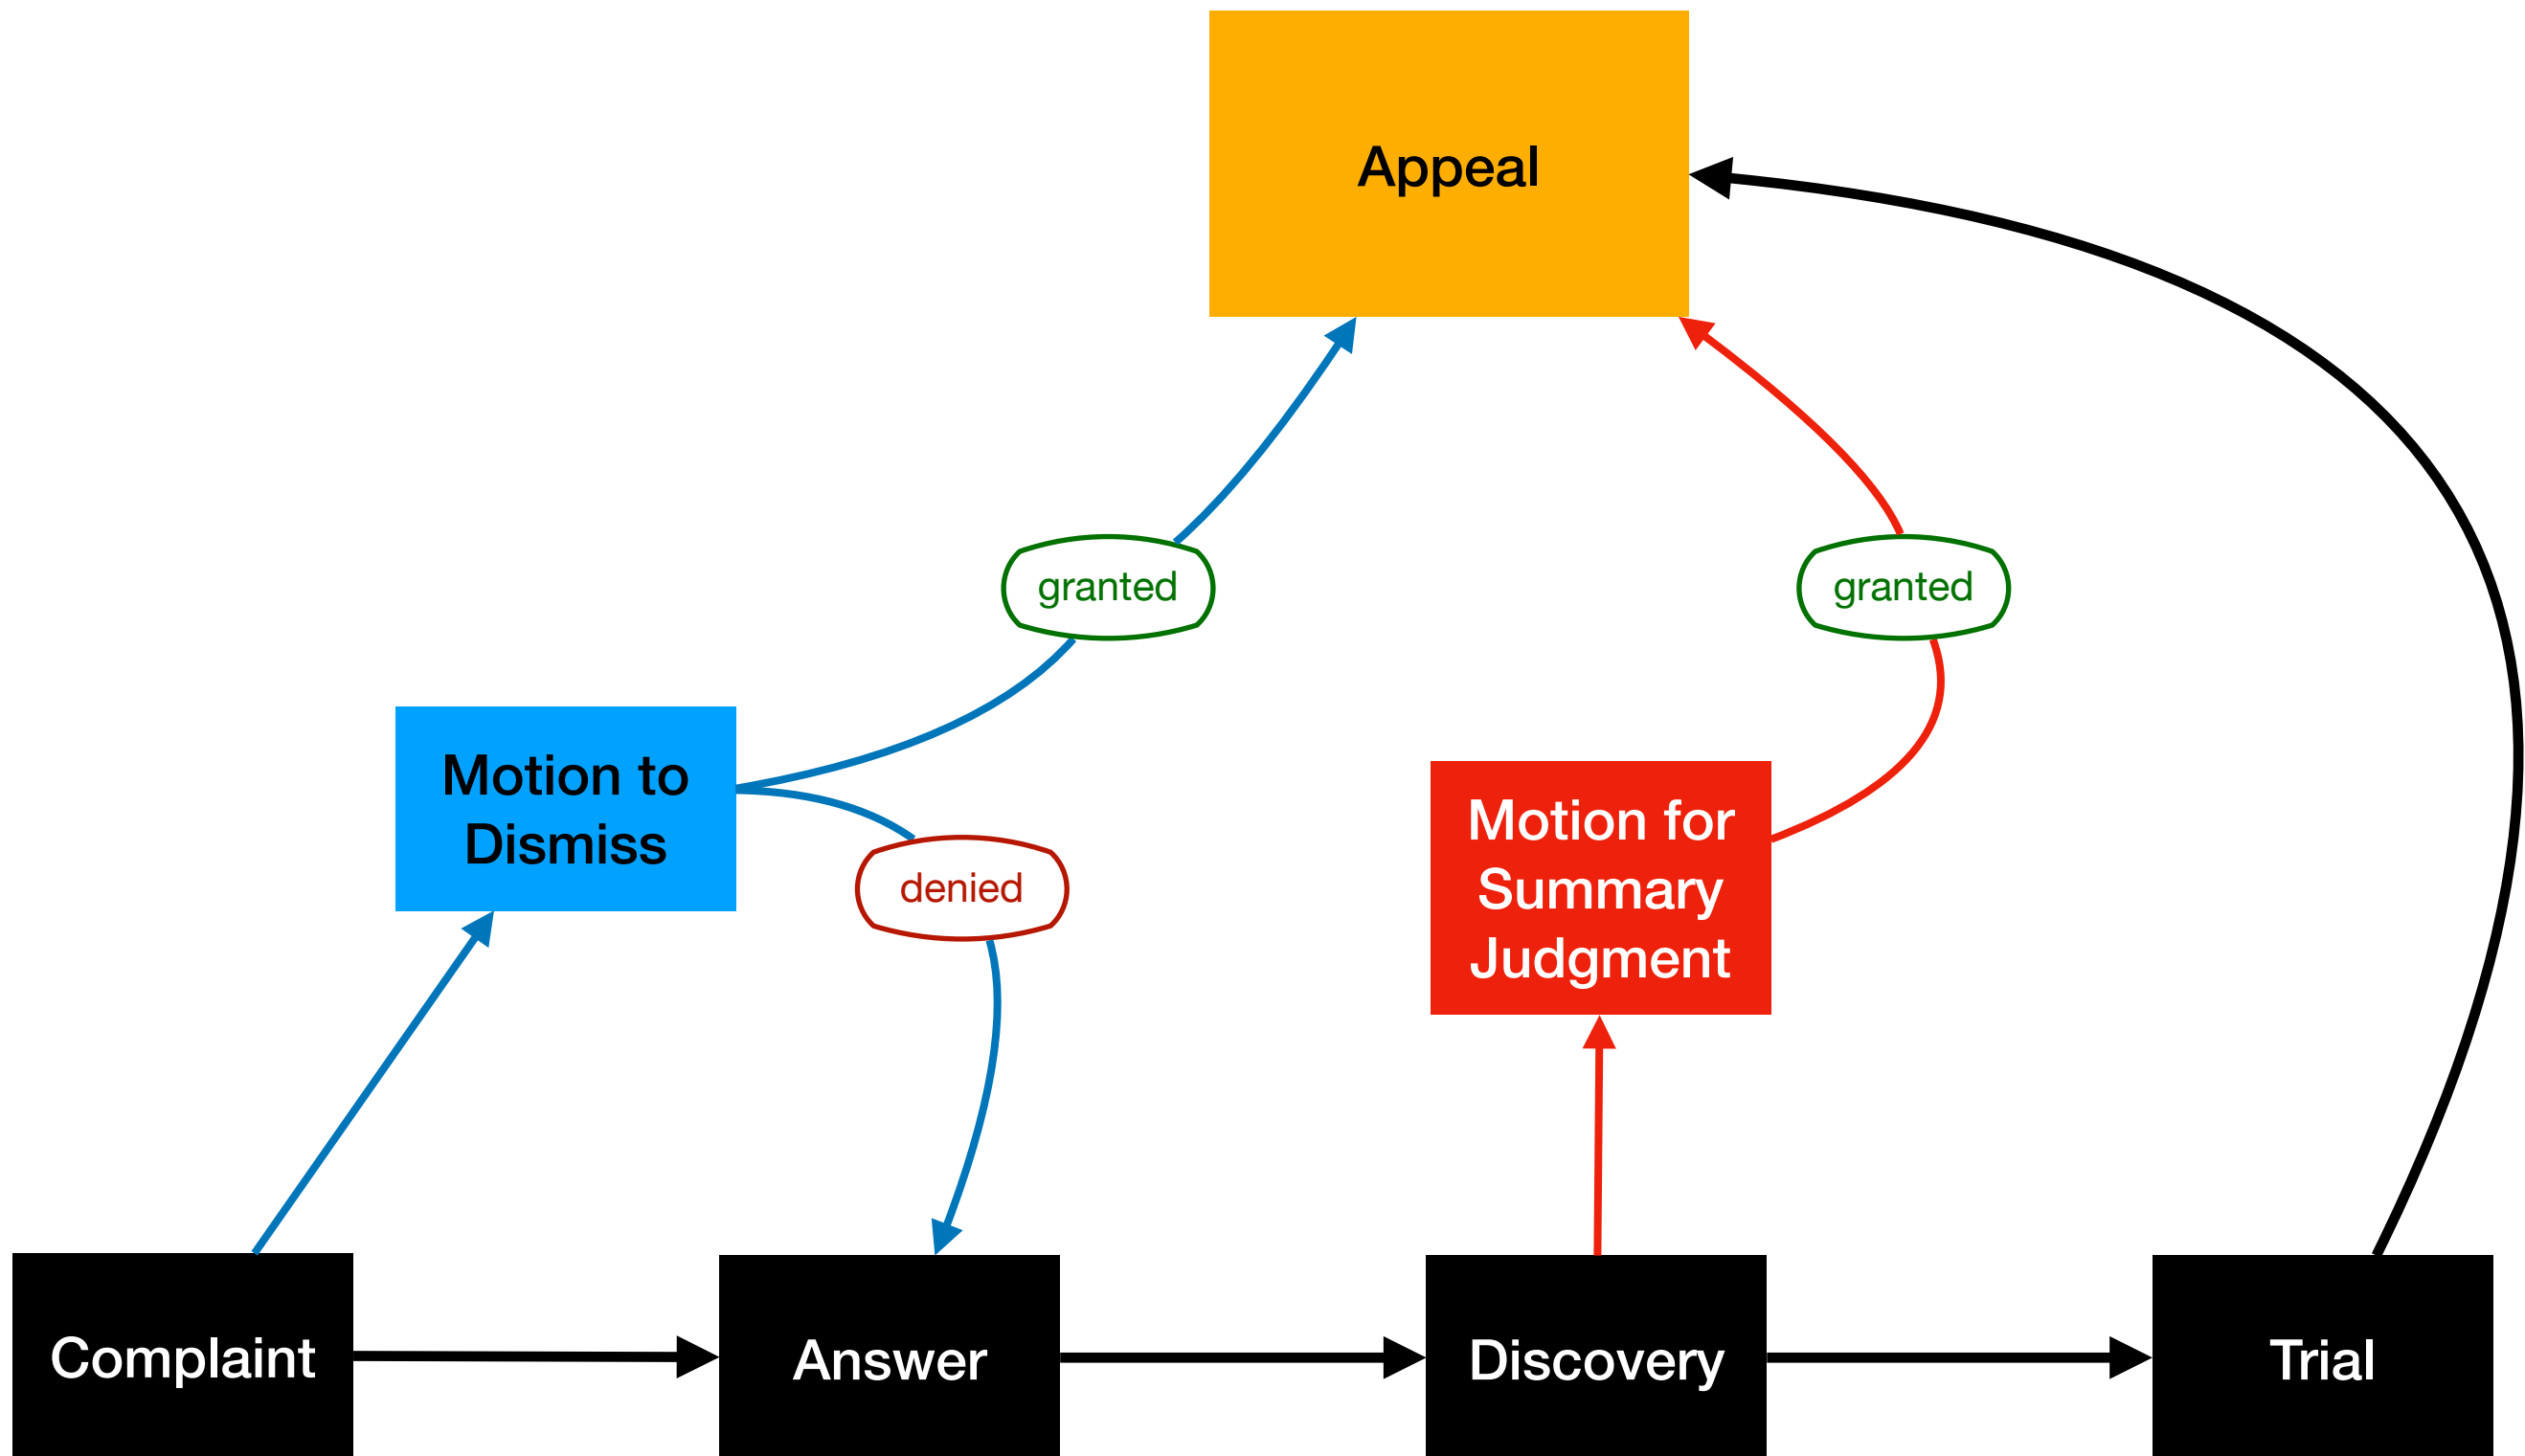 Appeal
granted
granted
Motion to
Dismiss
denied
Motion for
Summary
Judgment
Complaint
Answer
Discovery
Trial